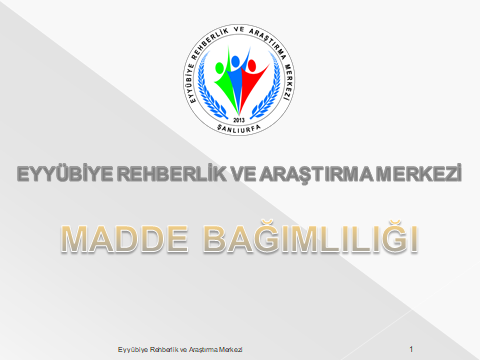 EYYÜBİYE REHBERLİK VE ARAŞTIRMA MERKEZİ
2013
ŞANLIURFA
EYYÜBİYE REHBERLİK VE ARAŞTIRMA MERKEZİ
MADDE BAĞIMLILIĞI
Eyyübiye Rehberlik ve Araştırma Merkezi 1